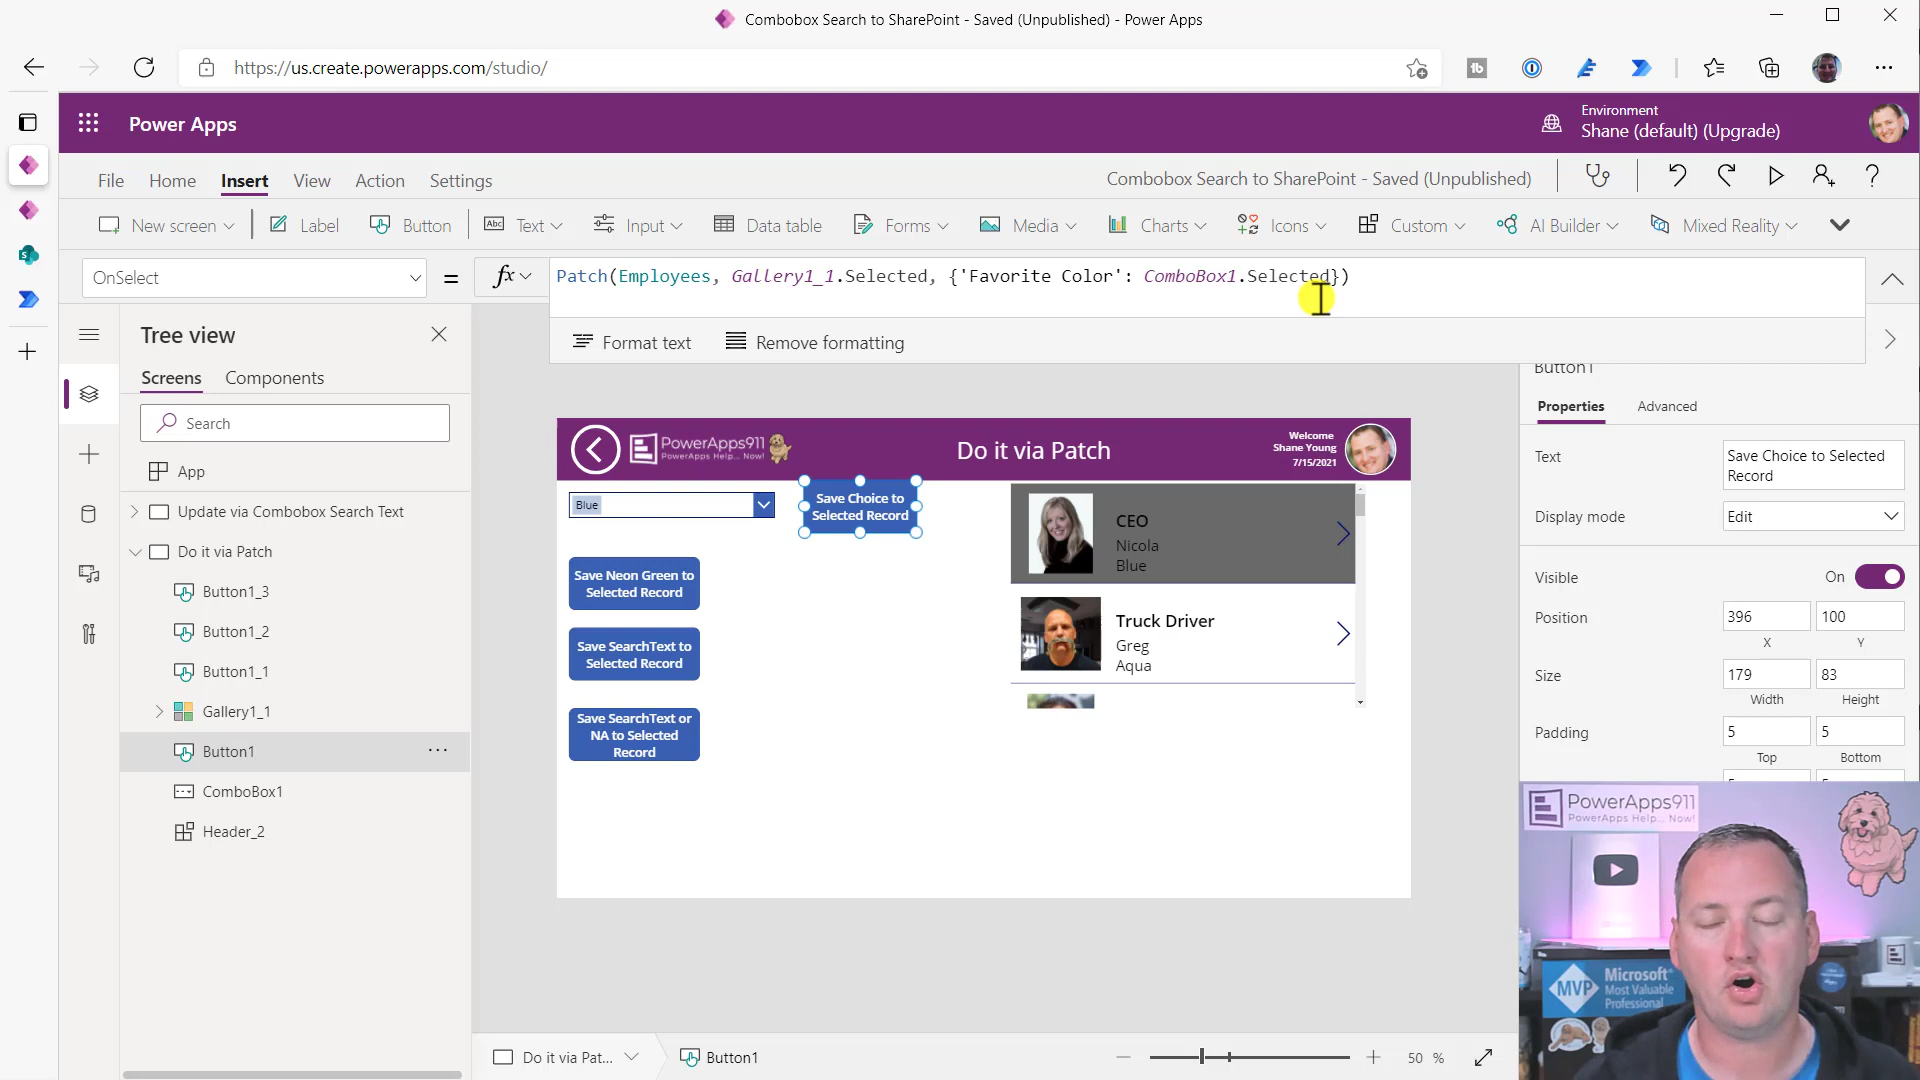 Combobox Search to SharePoint - Saved (Unpublished) - Power Apps
https://us.create.powerapps.com/studio/
Power Apps
Environment
Shane (default) (Upgrade)
File Home Insert View Action Settings
Combobox Search to SharePoint - Saved (Unpublished)
New screen Label Button Text Input Data table Forms Media Charts Icons Custom AI Builder Mixed Reality
OnSelect = fx Patch(Employees, Gallery1_1.Selected, {'Favorite Color': ComboBox1.Selected})
Format text Remove formatting
Tree view
Screens Components
Search
App
Update via Combobox Search Text
Do it via Patch
Button1_3
Button1_2
Button1_1
Gallery1_1
Button1
ComboBox1
Header_2
PowerApps911
PowerApps Help... Now!
Do it via Patch
Welcome
Shane Young
7/15/2021
Blue
Save Choice to
Selected Record
Save Neon Green to
Selected Record
Save SearchText to
Selected Record
Save SearchText or
NA to Selected
Record
CEO
Nicola
Blue
Truck Driver
Greg
Aqua
Button1
Properties Advanced
Text
Save Choice to Selected
Record
Display mode
Edit
Visible
On
Position
396 100
X Y
Size
179 83
Width Height
Padding
5 5
Top Bottom
PowerApps911
PowerApps Help... Now!
MVP
Microsoft
Most Valuable
Professional
Do it via Pat...
Button1
50 %